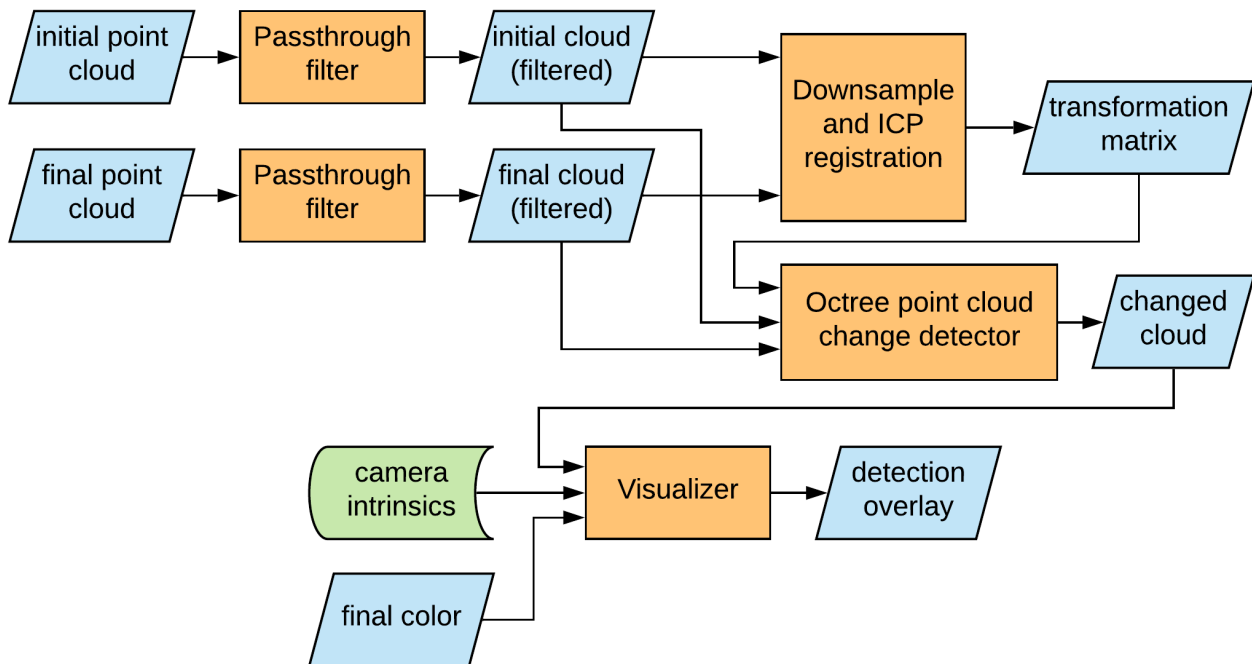 initial point
cloud
Passthrough
filter
initial cloud
(filtered)
Downsample
and ICP
registration
transformation
matrix
final point
cloud
Passthrough
filter
final cloud
(filtered)
Octree point cloud
change detector
changed
cloud
camera
intrinsics
Visualizer
detection
overlay
final color